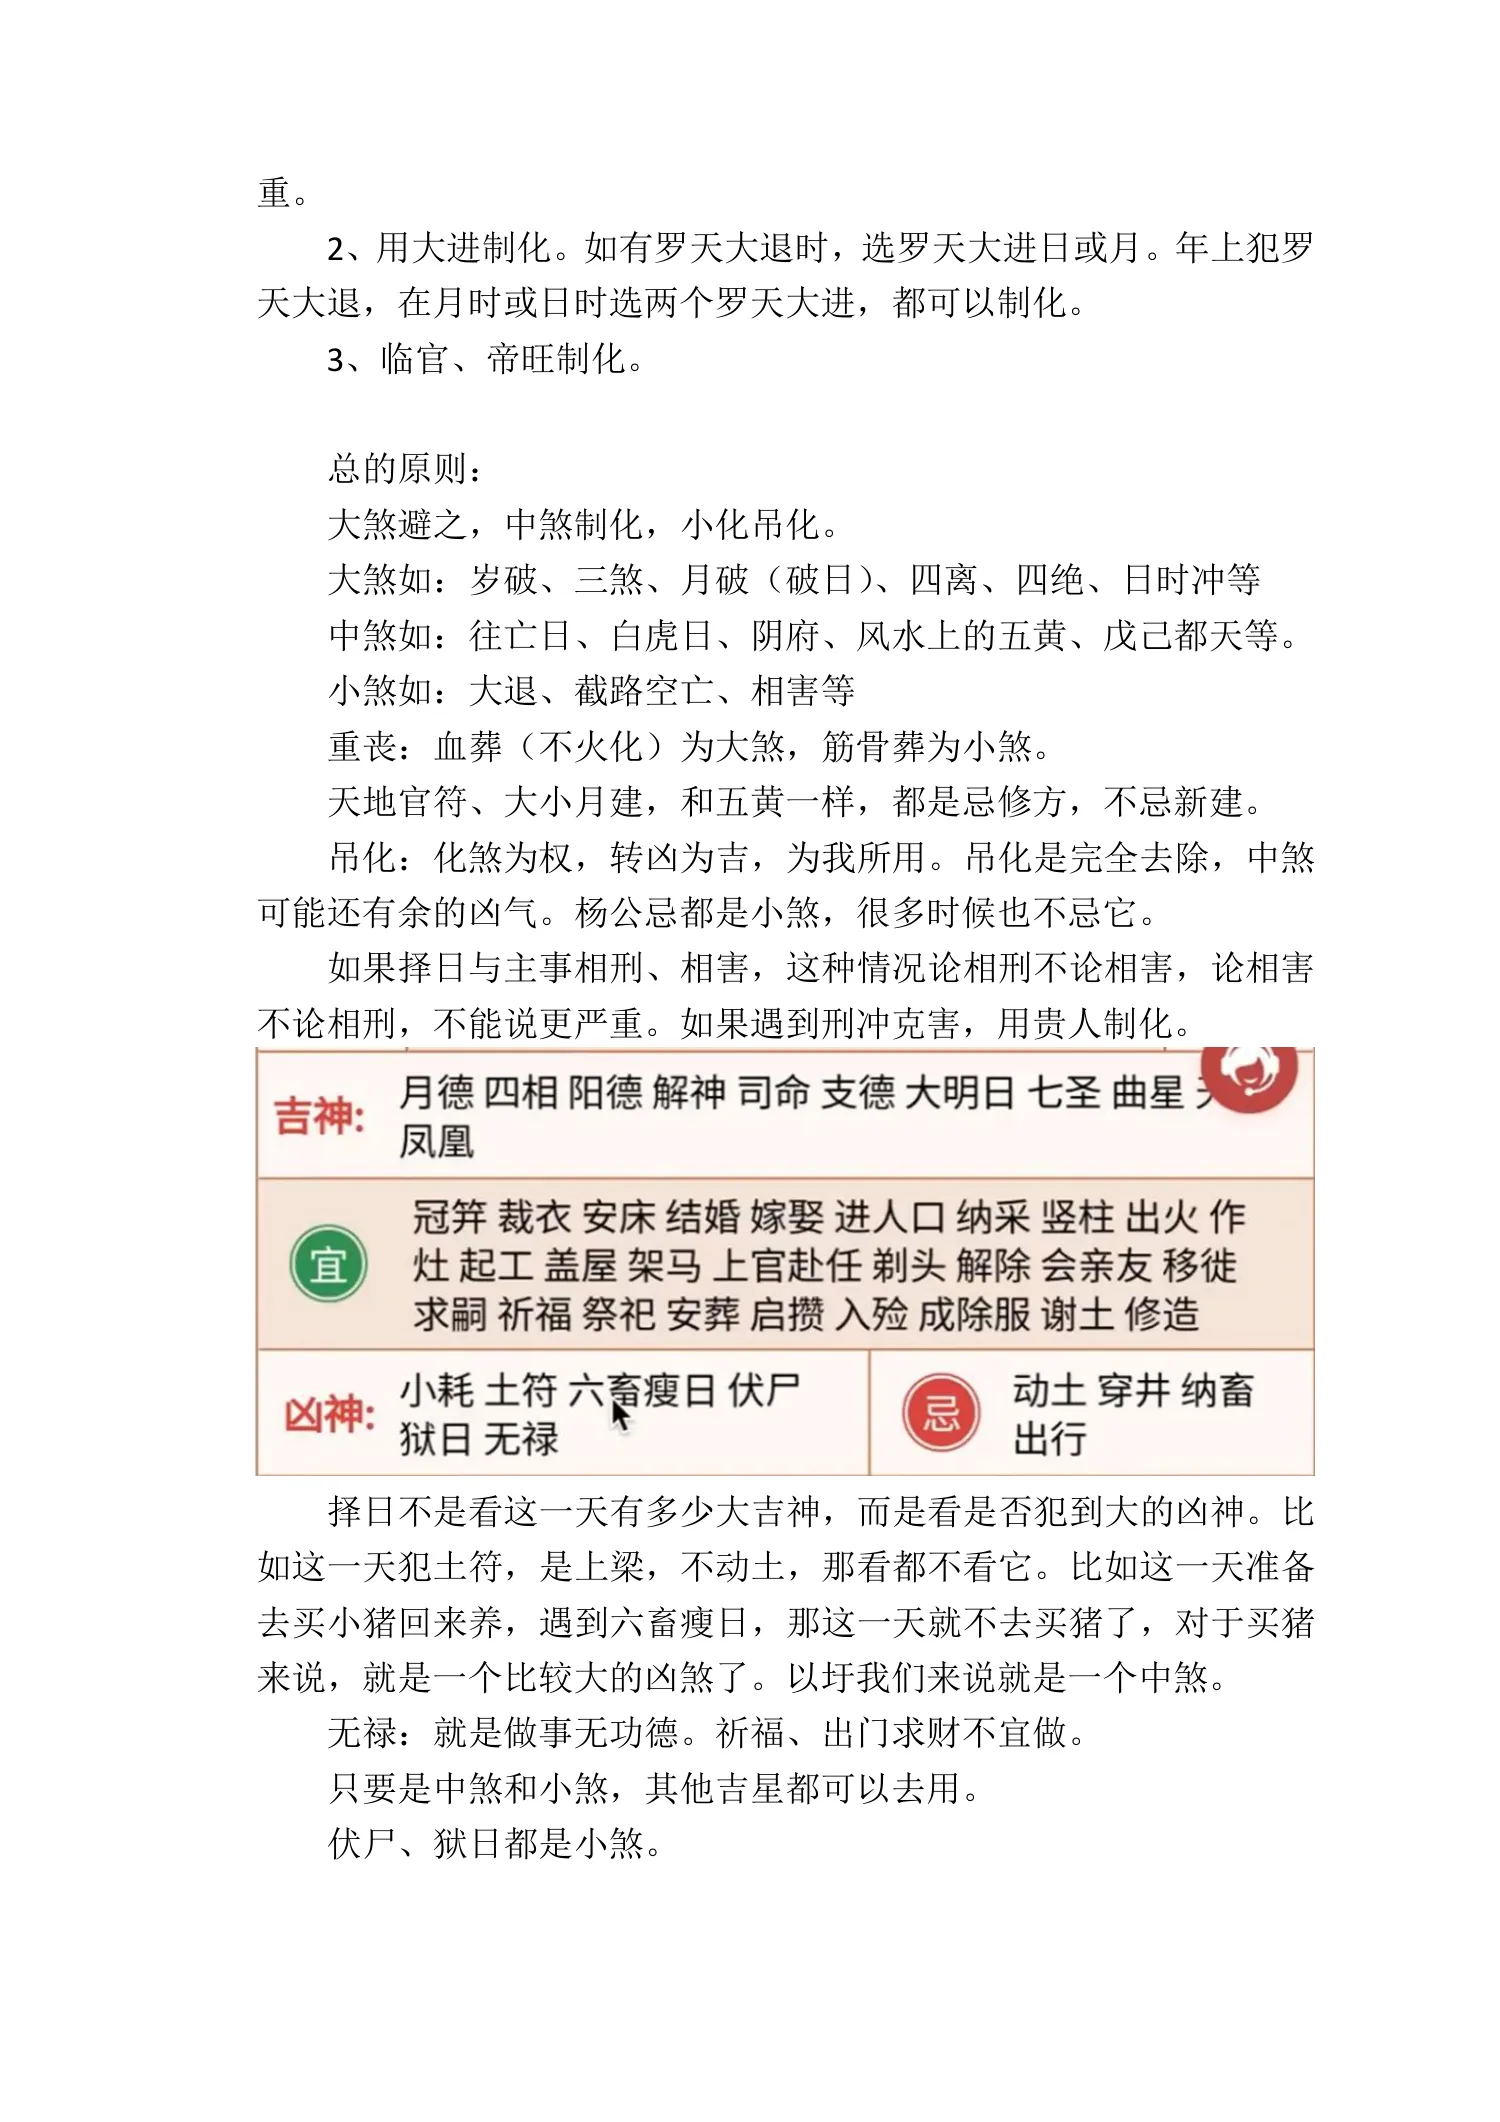 重。
2、用大进制化。如有罗天大退时，选罗天大进日或月。年上犯罗
天大退，在月时或日时选两个罗天大进，都可以制化。
3、临官、帝旺制化。
总的原则：
大煞避之，中煞制化，小化吊化。
大煞如：岁破、三煞、月破（破日）、四离、四绝、日时冲等
中煞如：往亡日、白虎日、阴府、风水上的五黄、戊己都天等。
小煞如：大退、截路空亡、相害等
重丧：血葬（不火化）为大煞，筋骨葬为小煞。
天地官符、大小月建，和五黄一样，都是忌修方，不忌新建。
吊化：化煞为权，转凶为吉，为我所用。吊化是完全去除，中煞
可能还有余的凶气。杨公忌都是小煞，很多时候也不忌它。
如果择日与主事相刑、相害，这种情况论相刑不论相害，论相害
不论相刑，不能说更严重。如果遇到刑冲克害，用贵人制化。
吉神: 月德 四相 阳德 解神 司命 支德 大明日 七圣 曲星
凤凰
宜 冠笄 裁衣 安床 结婚 嫁娶 进人口 纳采 竖柱 出火 作
灶 起工 盖屋 架马 上官赴任 剃头 解除 会亲友 移徙
求嗣 祈福 祭祀 安葬 启攒 入殓 成除服 谢土 修造
凶神: 小耗 土符 六畜瘦日 伏尸
狱日 无禄
忌 动土 穿井 纳畜
出行
择日不是看这一天有多少大吉神，而是看是否犯到大的凶神。比
如这一天犯土符，是上梁，不动土，那看都不看它。比如这一天准备
去买小猪回来养，遇到六畜瘦日，那这一天就不去买猪了，对于买猪
来说，就是一个比较大的凶煞了。以圩我们来说就是一个中煞。
无禄：就是做事无功德。祈福、出门求财不宜做。
只要是中煞和小煞，其他吉星都可以去用。
伏尸、狱日都是小煞。